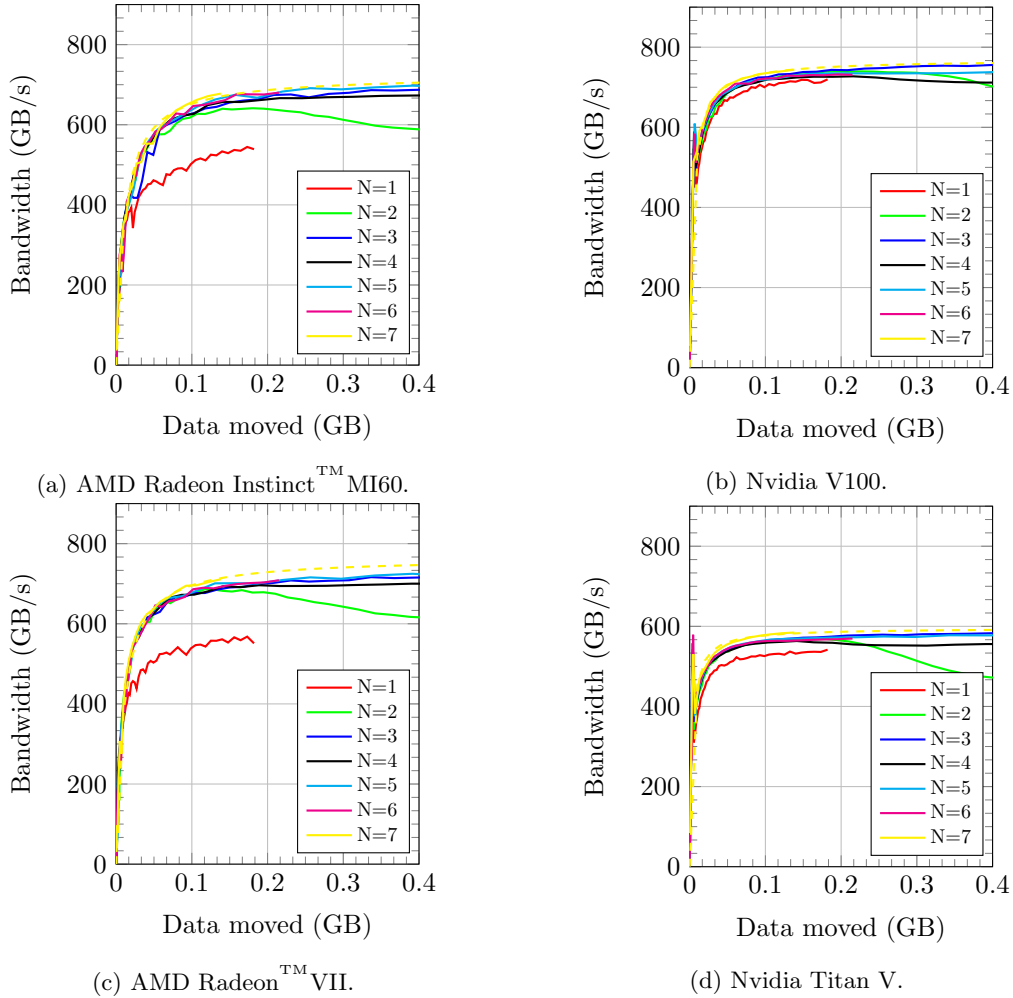 800
600
400
200
0
Bandwidth (GB/s)
N=1
N=2
N=3
N=4
N=5
N=6
N=7
0 0.1 0.2 0.3 0.4
Data moved (GB)
(a) AMD Radeon Instinct™ MI60.
800
600
400
200
0
Bandwidth (GB/s)
N=1
N=2
N=3
N=4
N=5
N=6
N=7
0 0.1 0.2 0.3 0.4
Data moved (GB)
(b) Nvidia V100.
800
600
400
200
0
Bandwidth (GB/s)
N=1
N=2
N=3
N=4
N=5
N=6
N=7
0 0.1 0.2 0.3 0.4
Data moved (GB)
(c) AMD Radeon™ VII.
800
600
400
200
0
Bandwidth (GB/s)
N=1
N=2
N=3
N=4
N=5
N=6
N=7
0 0.1 0.2 0.3 0.4
Data moved (GB)
(d) Nvidia Titan V.